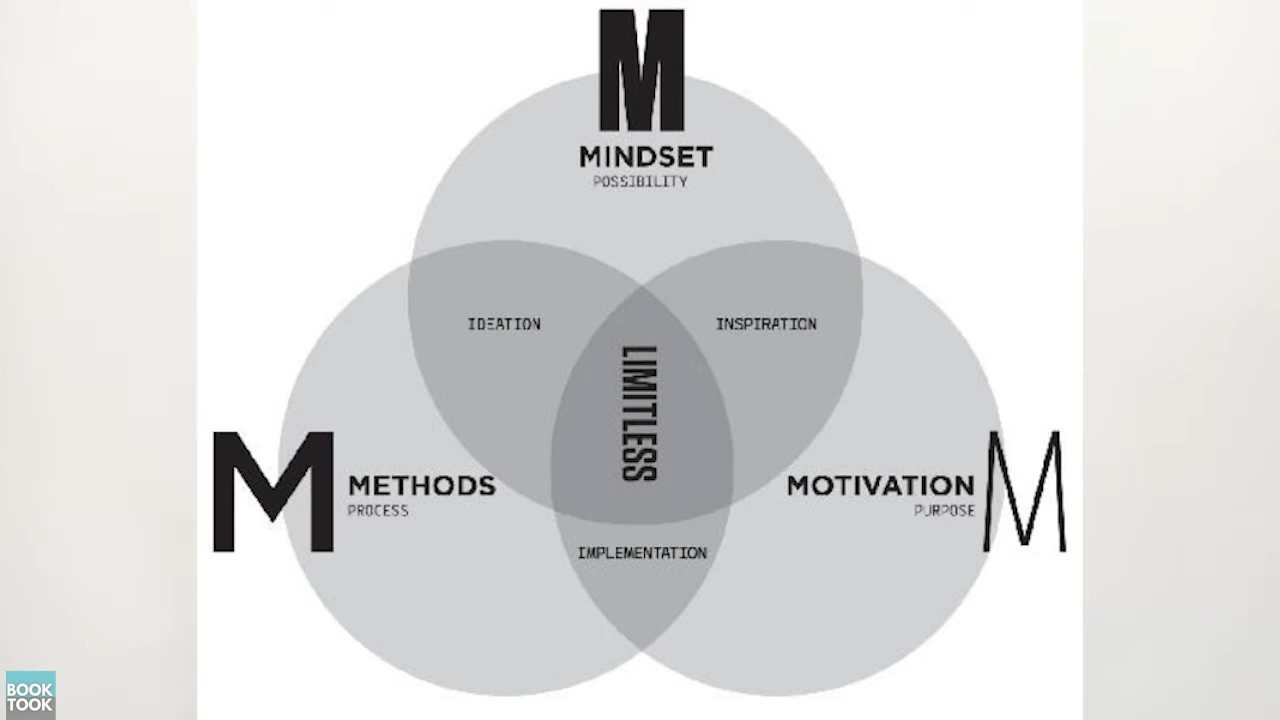 M
MINDSET
POSSIBILITY
IDEATION
INSPIRATION
LIMITLESS
M
METHODS
PROCESS
MOTIVATION
PURPOSE
M
IMPLEMENTATION
BOOK
TOOK